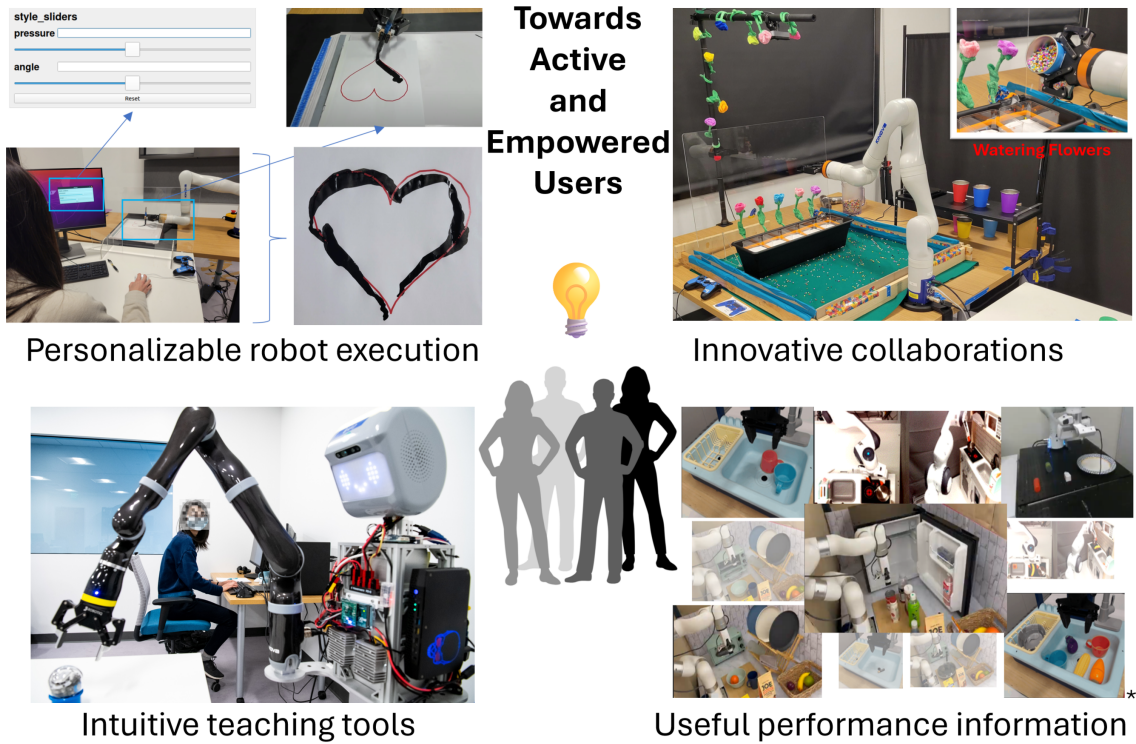 style_sliders
pressure
angle
Reset
Towards
Active
and
Empowered
Users
Watering Flowers
Personalizable robot execution
Innovative collaborations
Intuitive teaching tools
Useful performance information
*